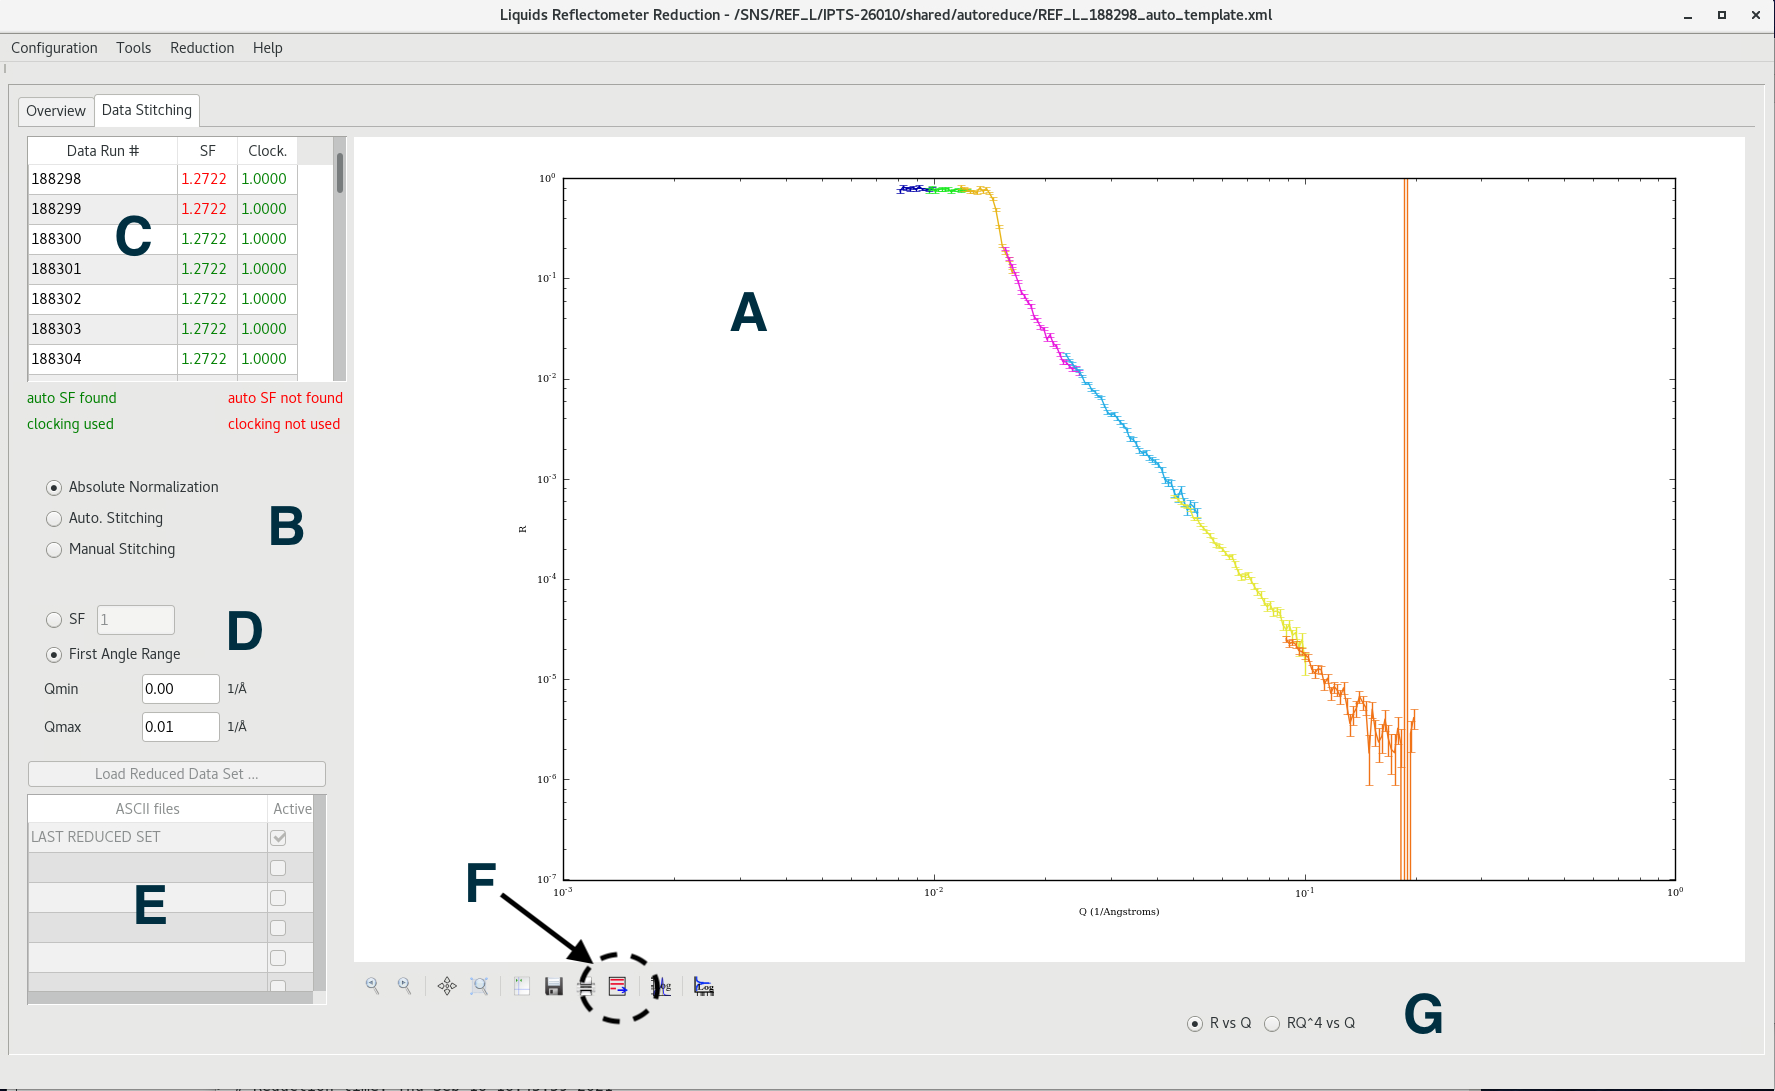 Liquids Reflectometer Reduction - /SNS/REF_L/IPTS-26010/shared/autoreduce/REF_L_188298_auto_template.xml
Configuration Tools Reduction Help
Overview Data Stitching
Data Run # SF Clock.
188298 1.2722 1.0000
188299 1.2722 1.0000
188300 1.2722 1.0000
188301 1.2722 1.0000
188302 1.2722 1.0000
188303 1.2722 1.0000
188304 1.2722 1.0000
C
auto SF found auto SF not found
clocking used clocking not used
Absolute Normalization
Auto. Stitching
Manual Stitching
B
SF 1
First Angle Range
D
Qmin 0.00 1/Å
Qmax 0.01 1/Å
Load Reduced Data Set ...
ASCII files Active
LAST REDUCED SET
E
A
10^0
10^-1
10^-2
10^-3
10^-4
10^-5
10^-6
10^-7
R
10^-3 10^-2 10^-1 10^0
Q (1/Angstroms)
F
Log
R vs Q RQ^4 vs Q
G